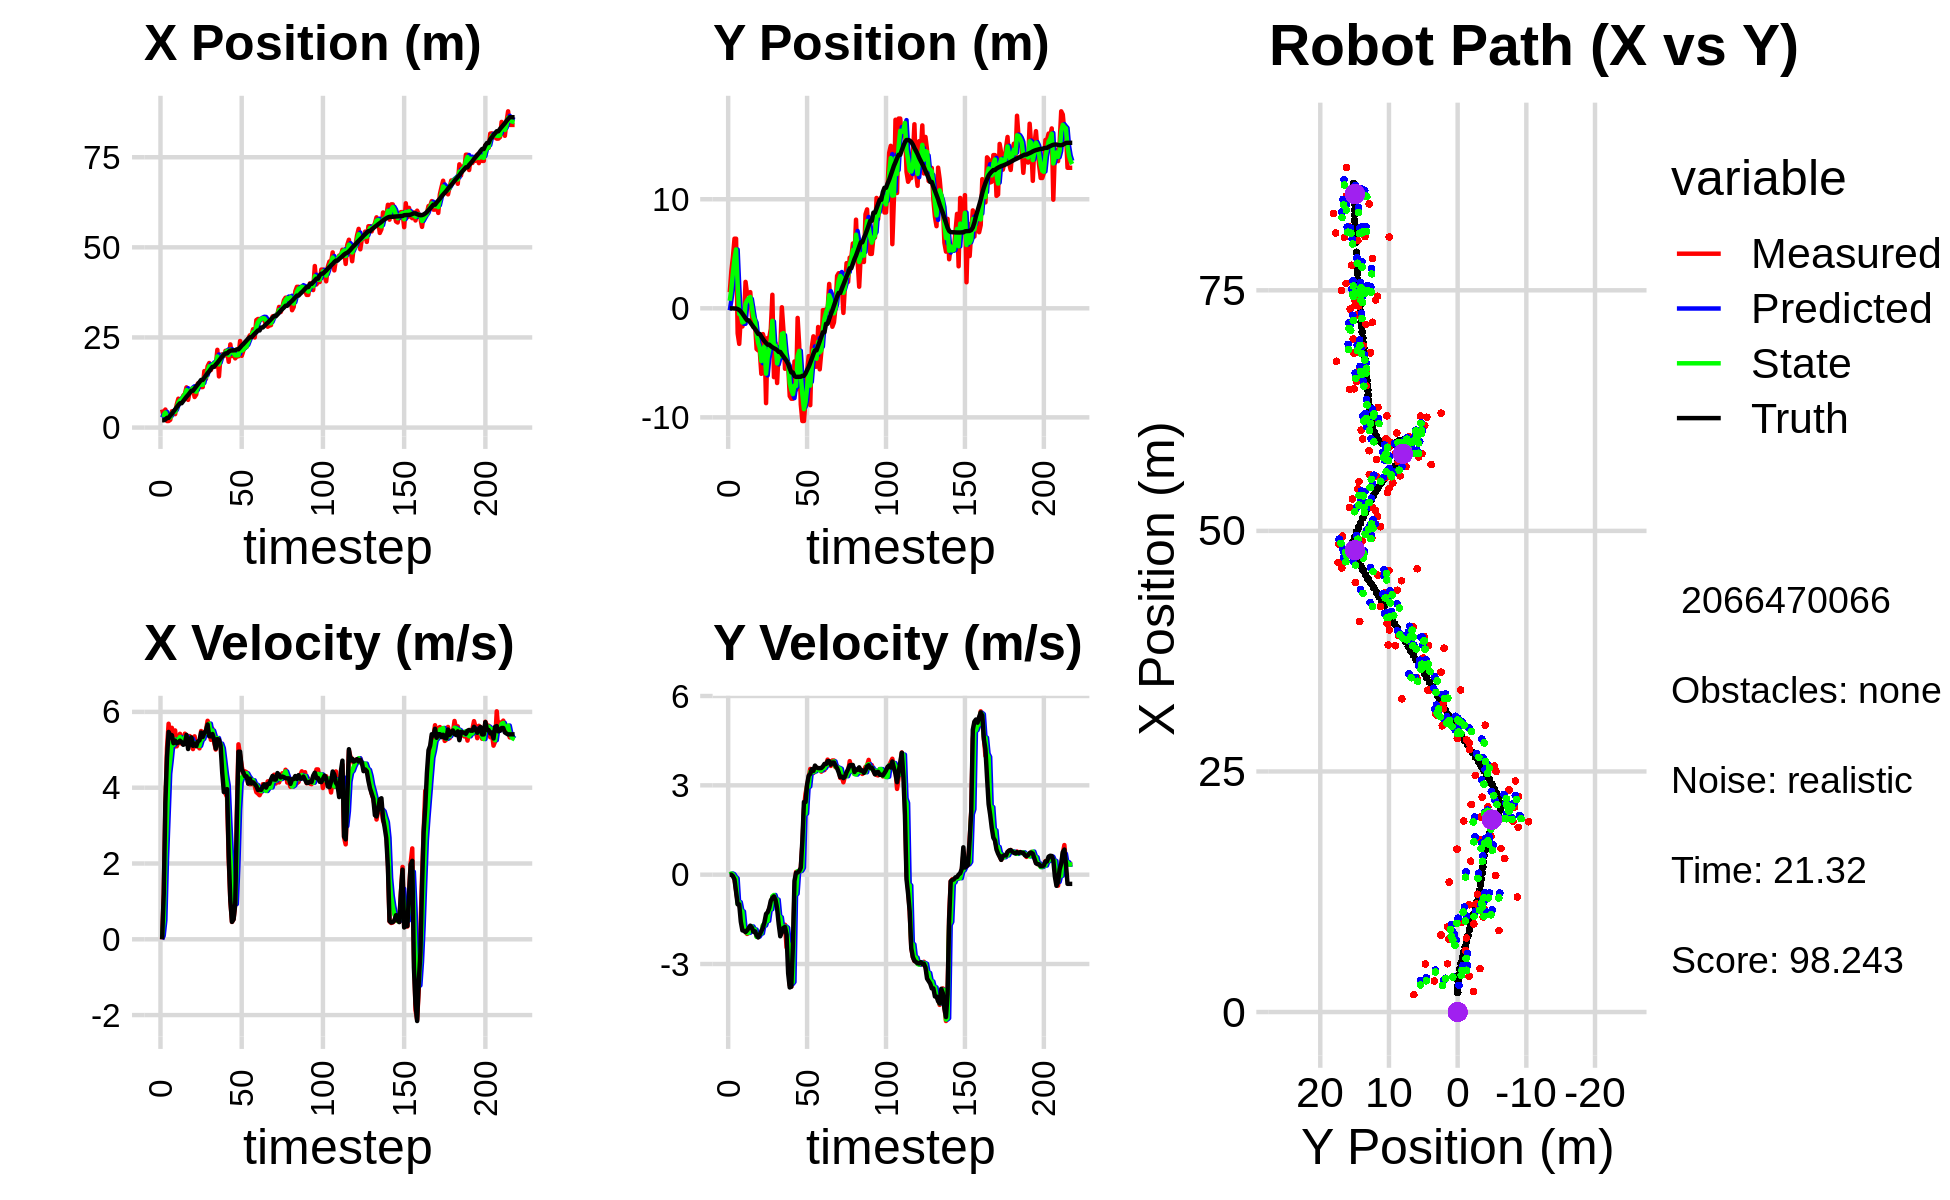 X Position (m)
75
50
25
0
0 50 100 150 200
timestep
Y Position (m)
10
0
-10
0 50 100 150 200
timestep
X Velocity (m/s)
6
4
2
0
-2
0 50 100 150 200
timestep
Y Velocity (m/s)
6
3
0
-3
0 50 100 150 200
timestep
Robot Path (X vs Y)
X Position (m)
75
50
25
0
20 10 0 -10 -20
Y Position (m)
variable
Measured
Predicted
State
Truth
2066470066
Obstacles: none
Noise: realistic
Time: 21.32
Score: 98.243